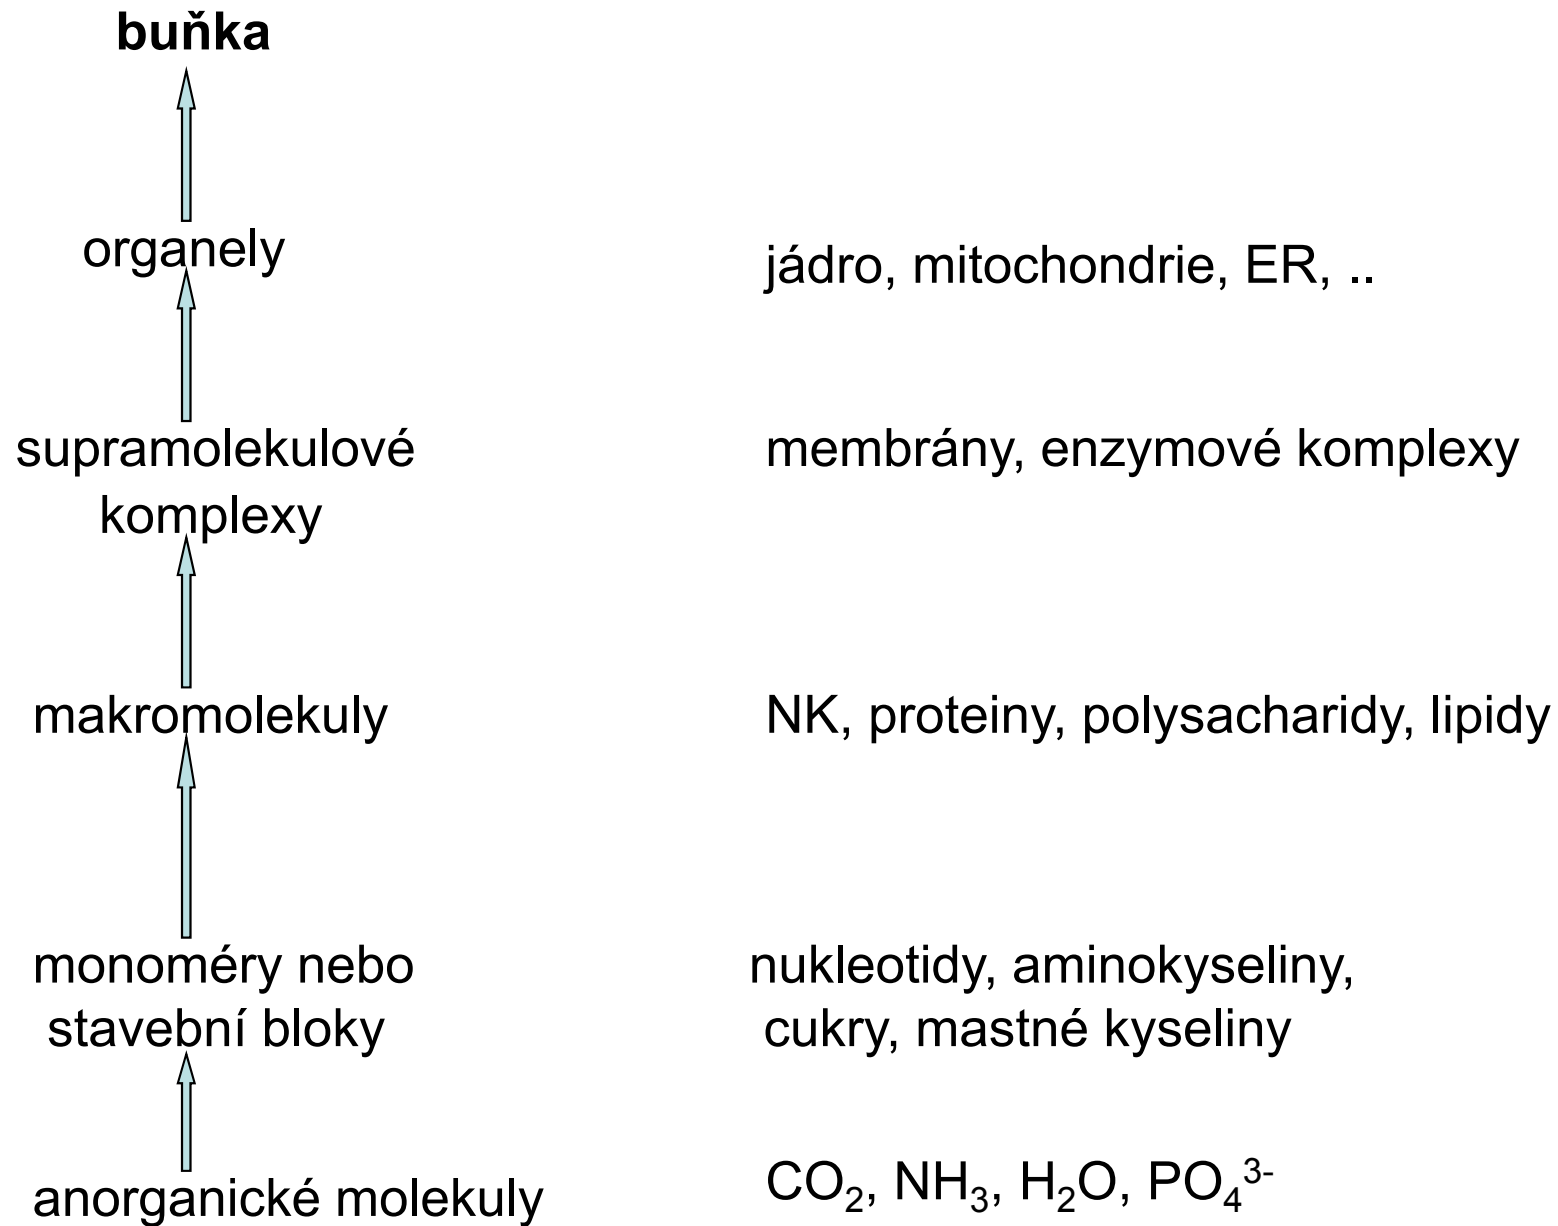 buňka
organely
jádro, mitochondrie, ER, ..
supramolekulové
komplexy
membrány, enzymové komplexy
makromolekuly
NK, proteiny, polysacharidy, lipidy
monoméry nebo
stavební bloky
nukleotidy, aminokyseliny,
cukry, mastné kyseliny
anorganické molekuly
CO₂, NH₃, H₂O, PO₄³⁻